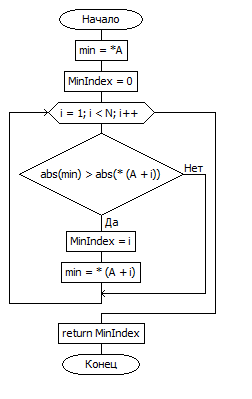 Начало
min = *A
MinIndex = 0
i = 1; i < N; i++
abs(min) > abs(* (A + i))
Нет
Да
MinIndex = i
min = * (A + i)
return MinIndex
Конец